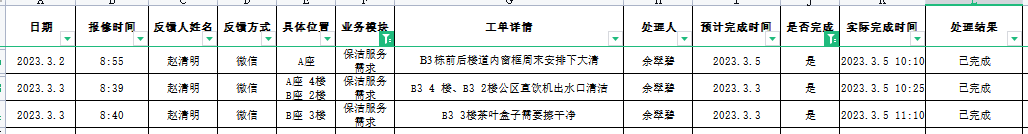 日期 报修时间 反馈人姓名 反馈方式 具体位置 业务模块 工单详情 处理人 预计完成时间 是否完成 实际完成时间 处理结果
2023.3.2 8:55 赵清明 微信 A座 保洁服务需求 B3栋前后楼道内窗框周末安排下大清 余翠碧 2023.3.5 是 2023.3.5 10:10 已完成
2023.3.3 8:39 赵清明 微信 A座 4楼 B座 2楼 保洁服务需求 B3 4 楼、B3 2楼公区直饮机出水口清洁 余翠碧 2023.3.3 是 2023.3.5 10:25 已完成
2023.3.3 8:40 赵清明 微信 B座 3楼 保洁服务需求 B3 3楼茶叶盒子需要擦干净 余翠碧 2023.3.3 是 2023.3.5 11:10 已完成